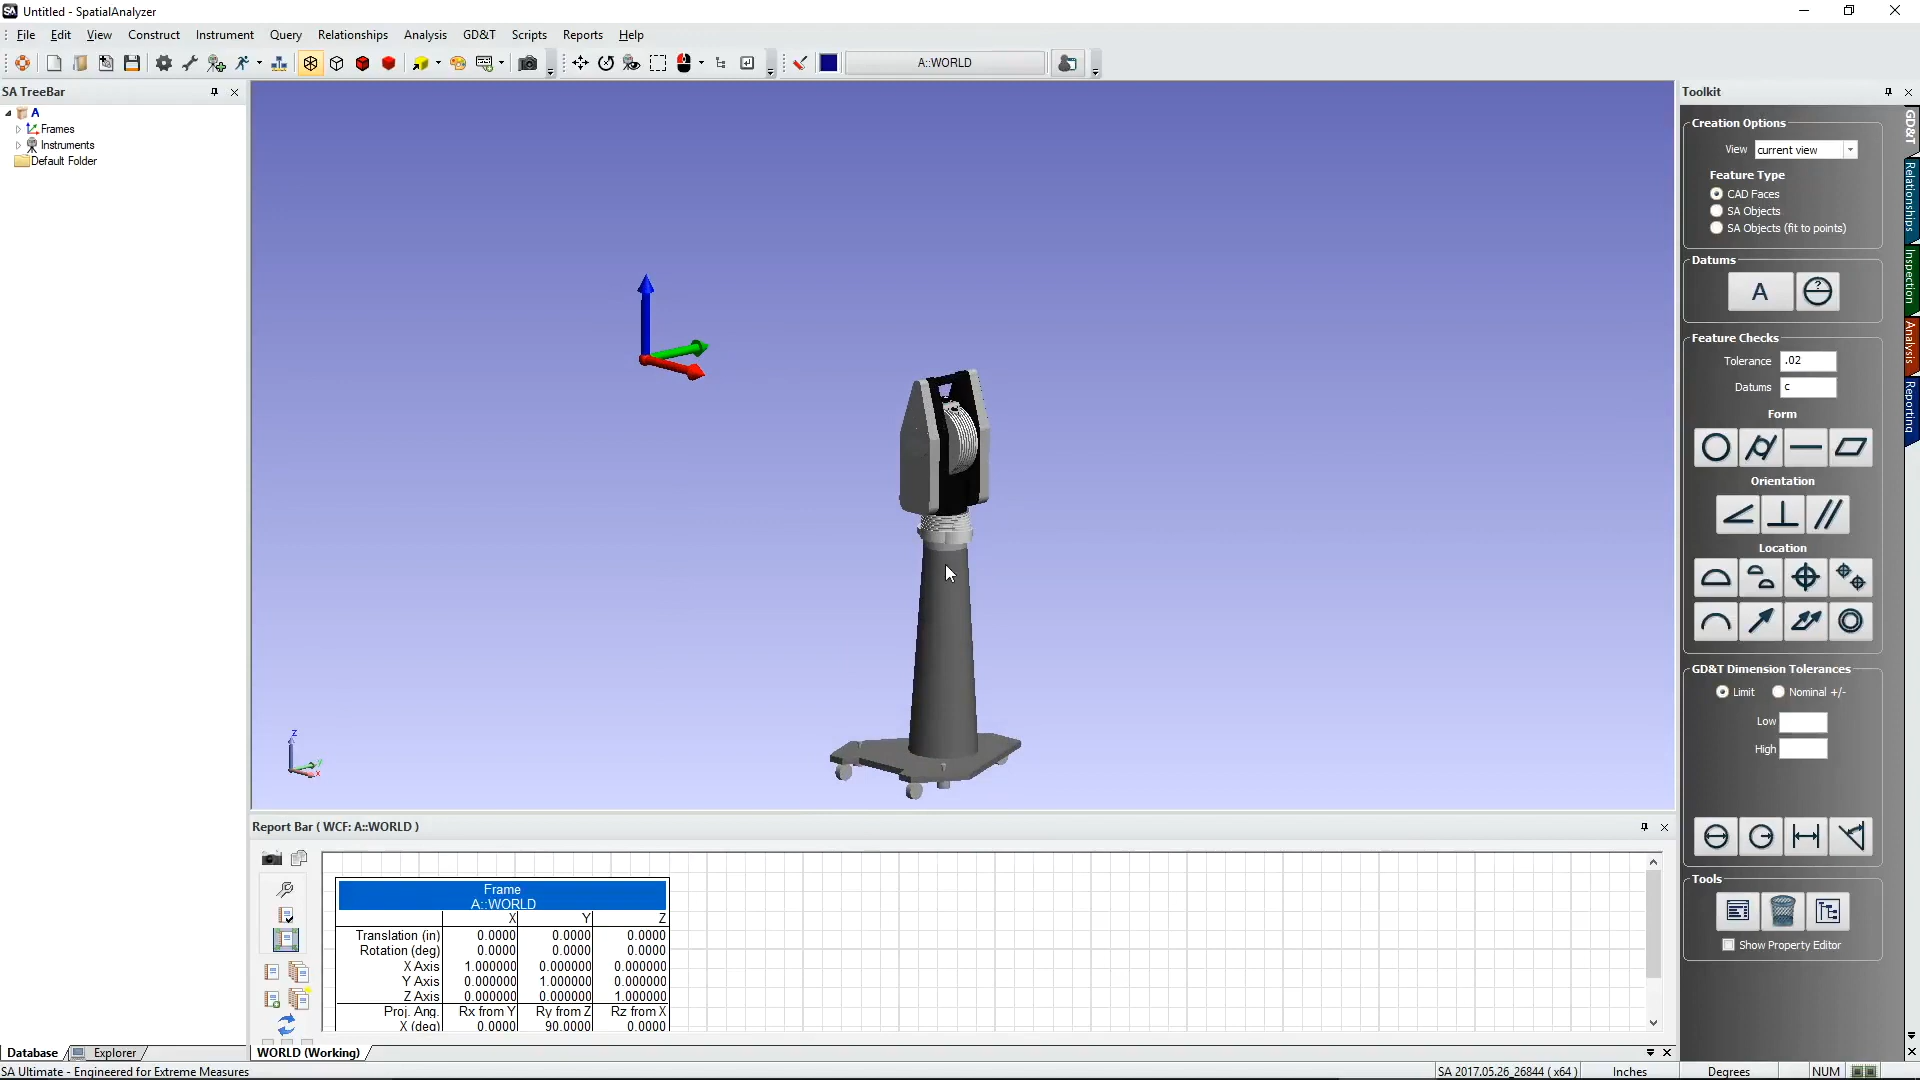 SA Untitled - SpatialAnalyzer
File Edit View Construct Instrument Query Relationships Analysis GD&T Scripts Reports Help
A::WORLD
SA TreeBar
A
Frames
Instruments
Default Folder
z
y
x
Toolkit
Creation Options
View current view
Feature Type
CAD Faces
SA Objects
SA Objects (fit to points)
Datums
A
?
Feature Checks
Tolerance .02
Datums c
Form
Orientation
Location
GD&T Dimension Tolerances
Limit Nominal +/-
Low
High
Tools
Show Property Editor
GD&T
Relationships
Inspection
Analysis
Reporting
Report Bar ( WCF: A::WORLD )
Frame
A::WORLD
X Y Z
Translation (in) 0.0000 0.0000 0.0000
Rotation (deg) 0.0000 0.0000 0.0000
X Axis 1.000000 0.000000 0.000000
Y Axis 0.000000 1.000000 0.000000
Z Axis 0.000000 0.000000 1.000000
Proj. Ang. Rx from Y Ry from Z Rz from X
X (deg) 0.0000 90.0000 0.0000
Database Explorer
WORLD (Working)
SA Ultimate - Engineered for Extreme Measures
SA 2017.05.26_26844 ( x64 ) Inches Degrees NUM